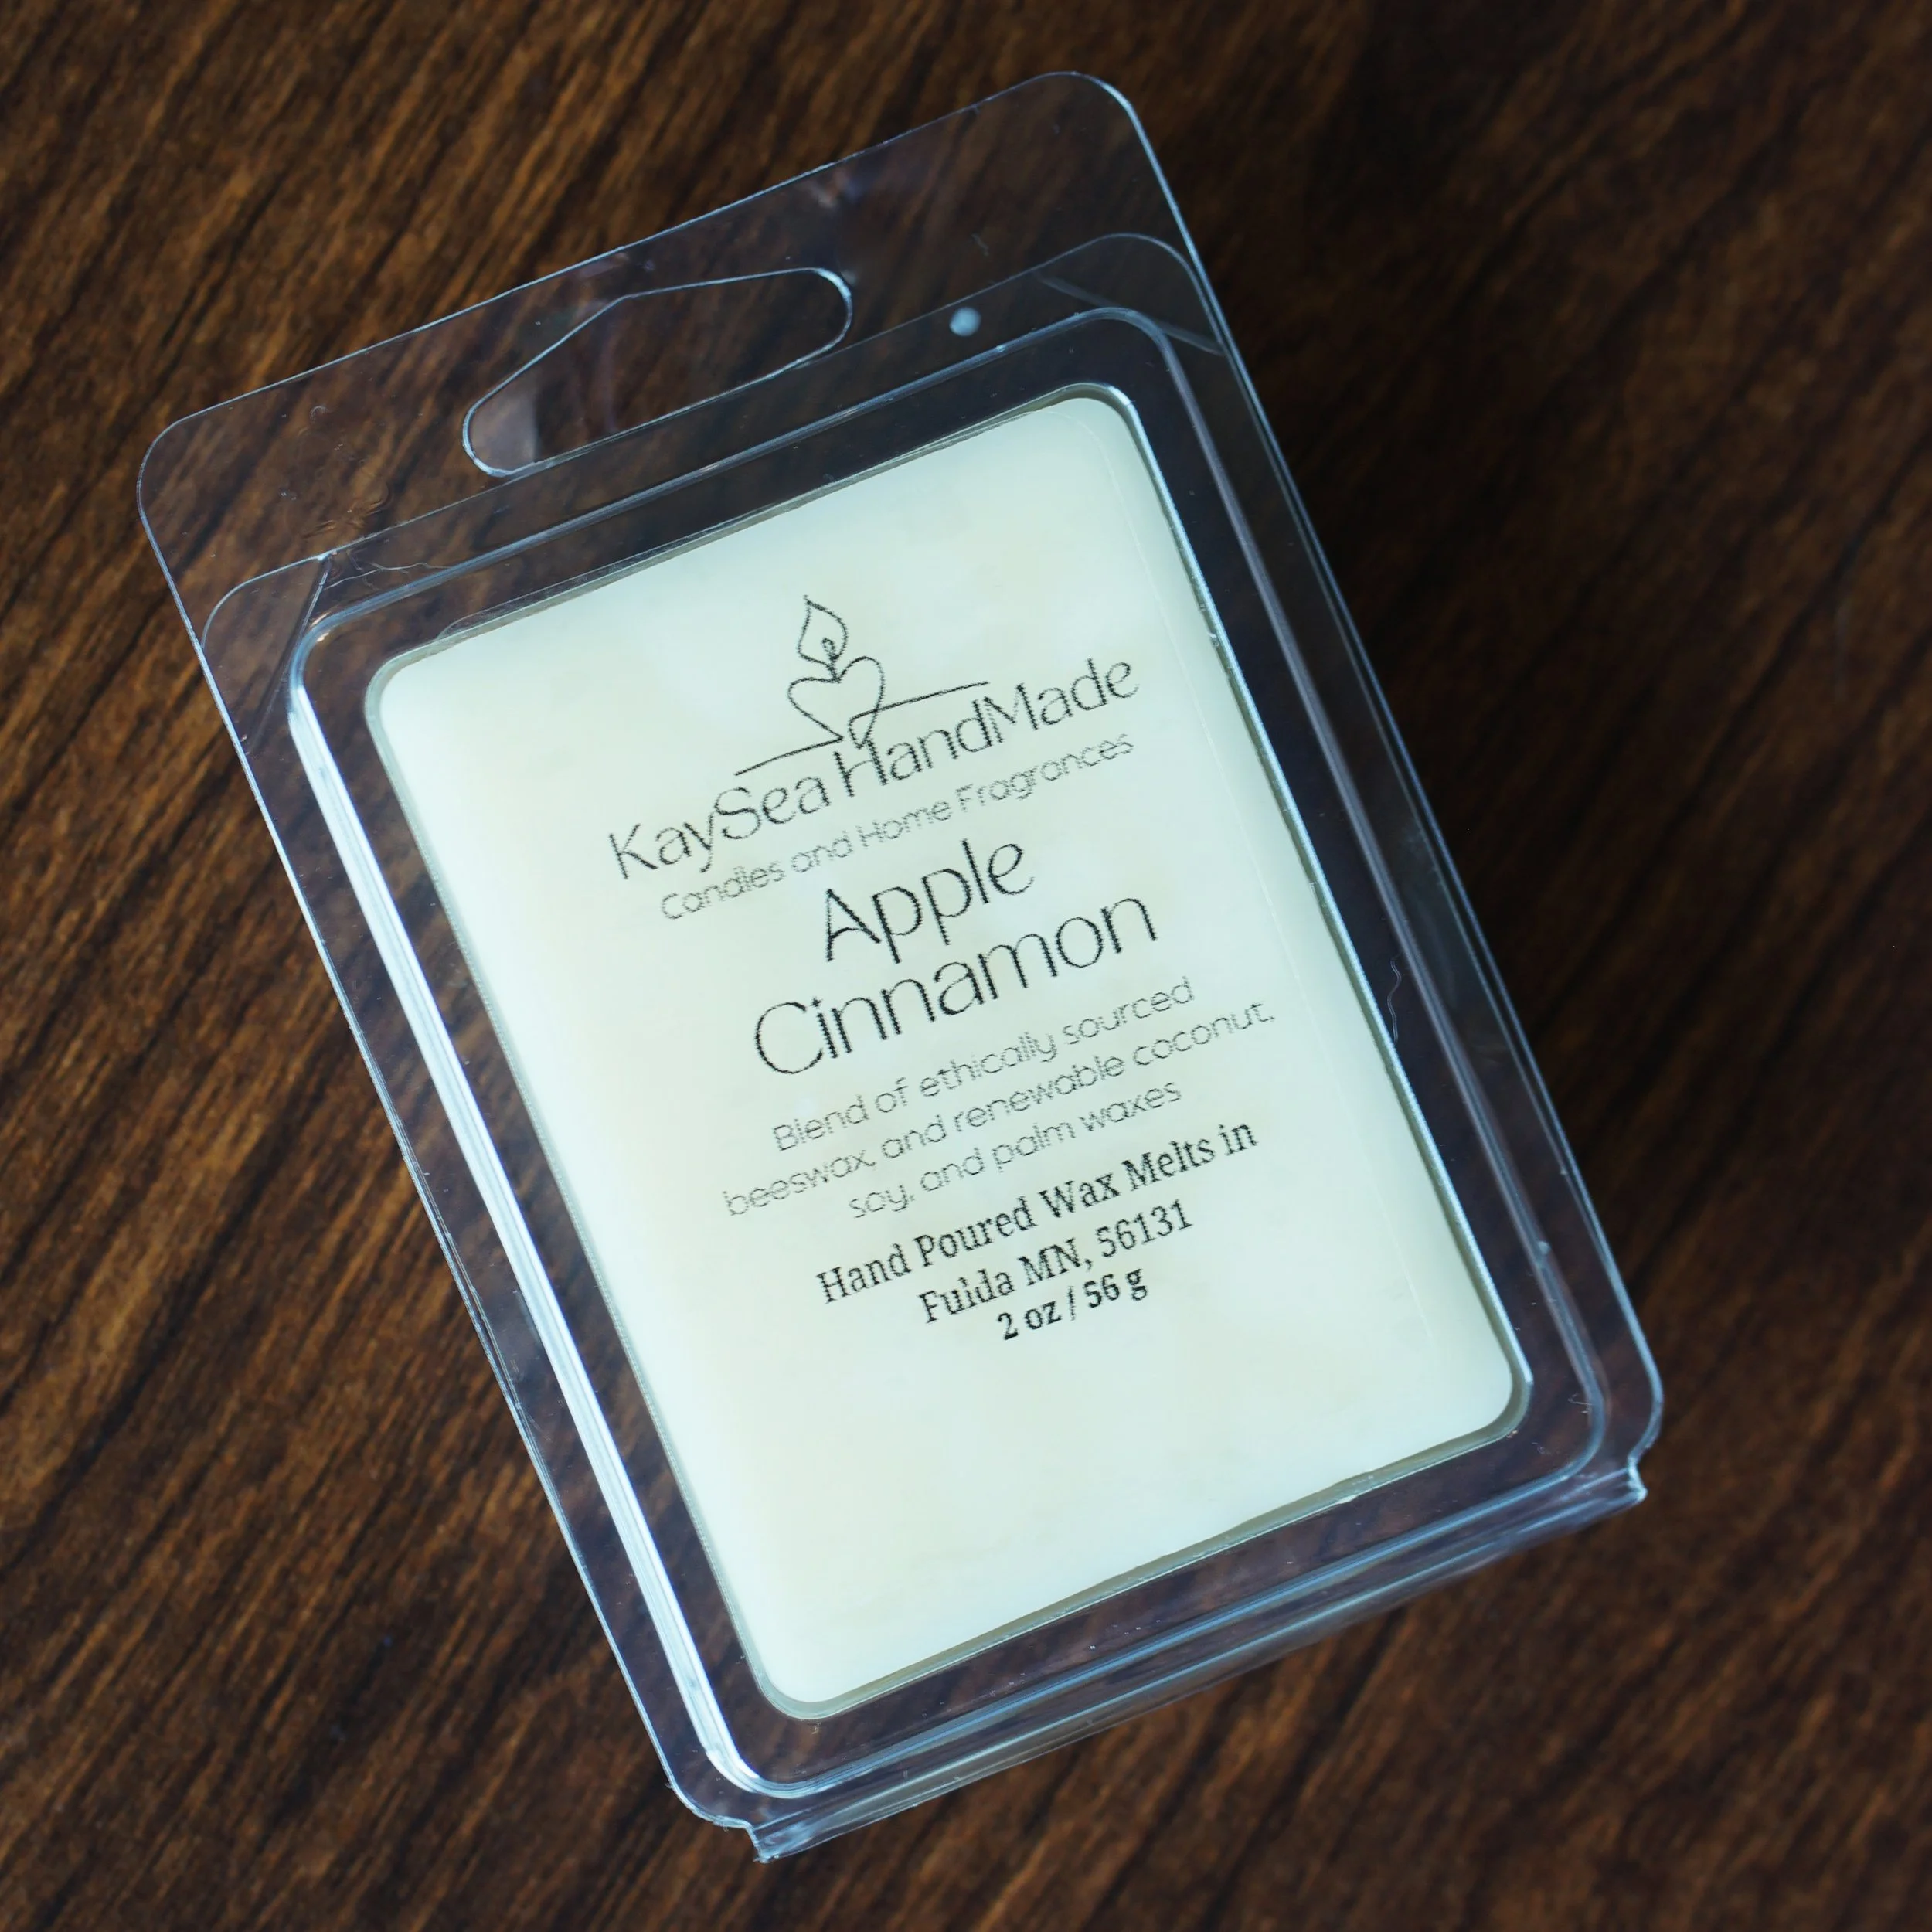 KaySea HandMade
Candles and Home Fragrances
Apple
Cinnamon
Blend of ethically sourced
beeswax, and renewable coconut,
soy, and palm waxes
Hand Poured Wax Melts in
Fulda MN, 56131
2 oz / 56 g